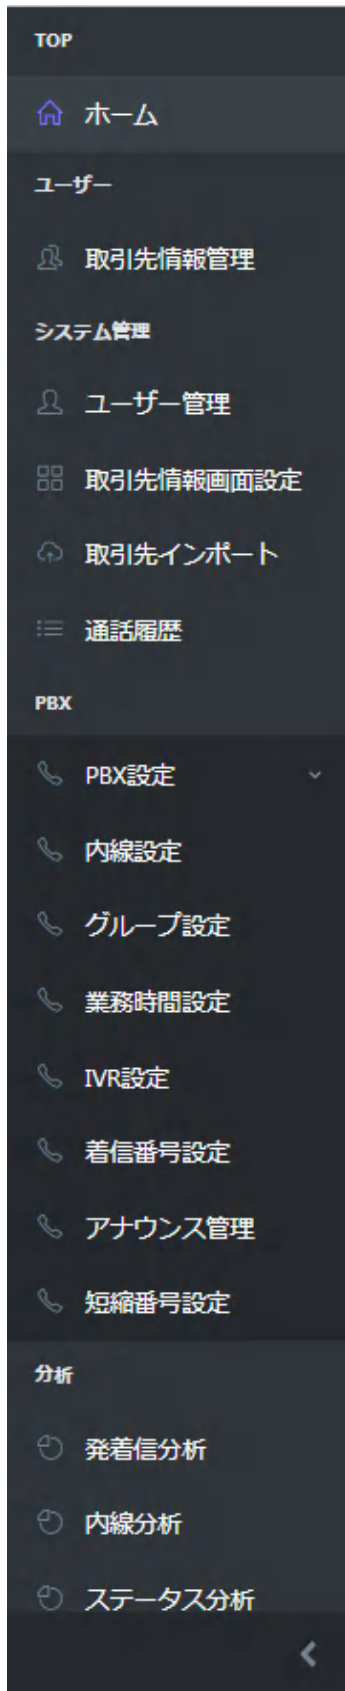 TOP
ホーム
ユーザー
取引先情報管理
システム管理
ユーザー管理
取引先情報画面設定
取引先インポート
通話履歴
PBX
PBX設定
内線設定
グループ設定
業務時間設定
IVR設定
着信番号設定
アナウンス管理
短縮番号設定
分析
発着信分析
内線分析
ステータス分析